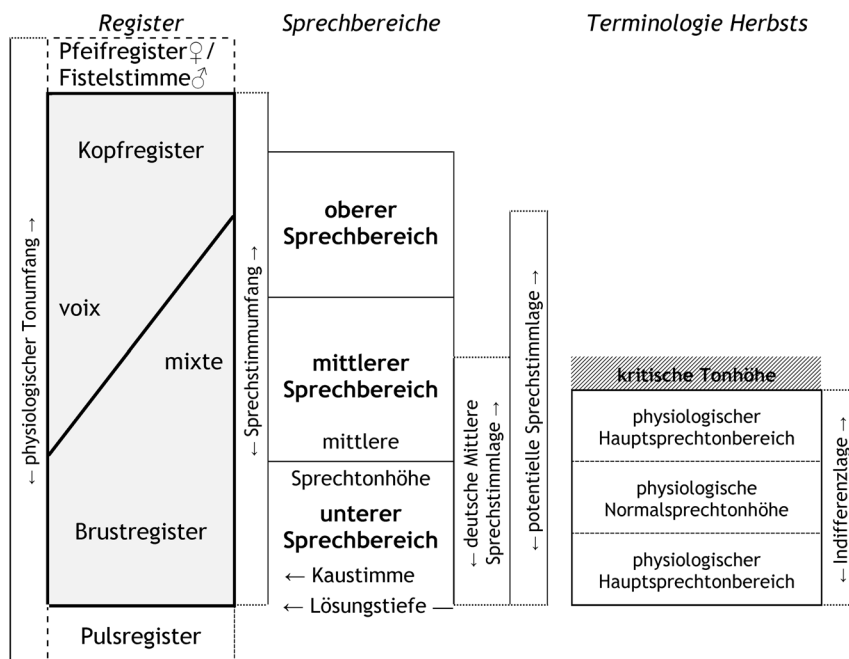 Register
Sprechbereiche
Terminologie Herbsts
← physiologischer Tonumfang →
Pfeifregister♀/
Fistelstimme♂
Kopfregister
voix
mixte
Brustregister
Pulsregister
← Sprechstimmumfang →
oberer
Sprechbereich
mittlerer
Sprechbereich
mittlere
Sprechtonhöhe
unterer
Sprechbereich
← Kaustimme
← Lösungstiefe
← deutsche Mittlere
Sprechstimmlage →
← potentielle Sprechstimmlage →
kritische Tonhöhe
physiologischer
Hauptsprechtonbereich
physiologische
Normalsprechtonhöhe
physiologischer
Hauptsprechtonbereich
← Indifferenzlage →